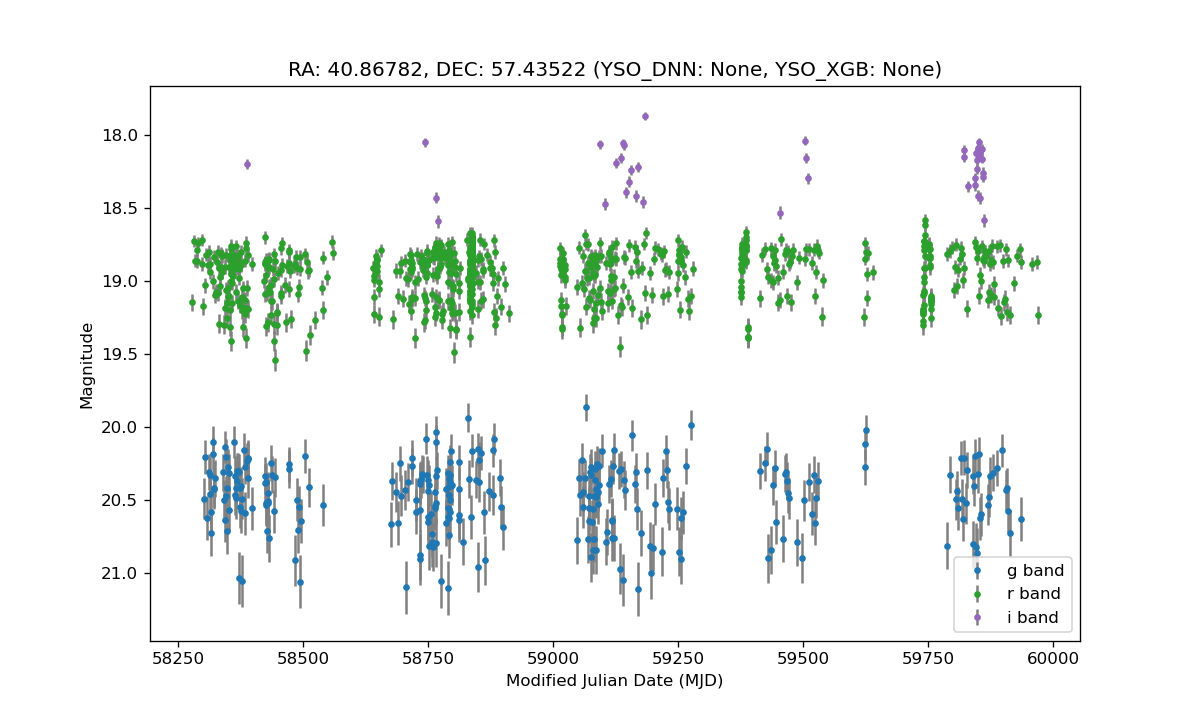 RA: 40.86782, DEC: 57.43522 (YSO_DNN: None, YSO_XGB: None)
18.0
18.5
19.0
19.5
20.0
20.5
21.0
Magnitude
g band
r band
i band
58250 58500 58750 59000 59250 59500 59750 60000
Modified Julian Date (MJD)